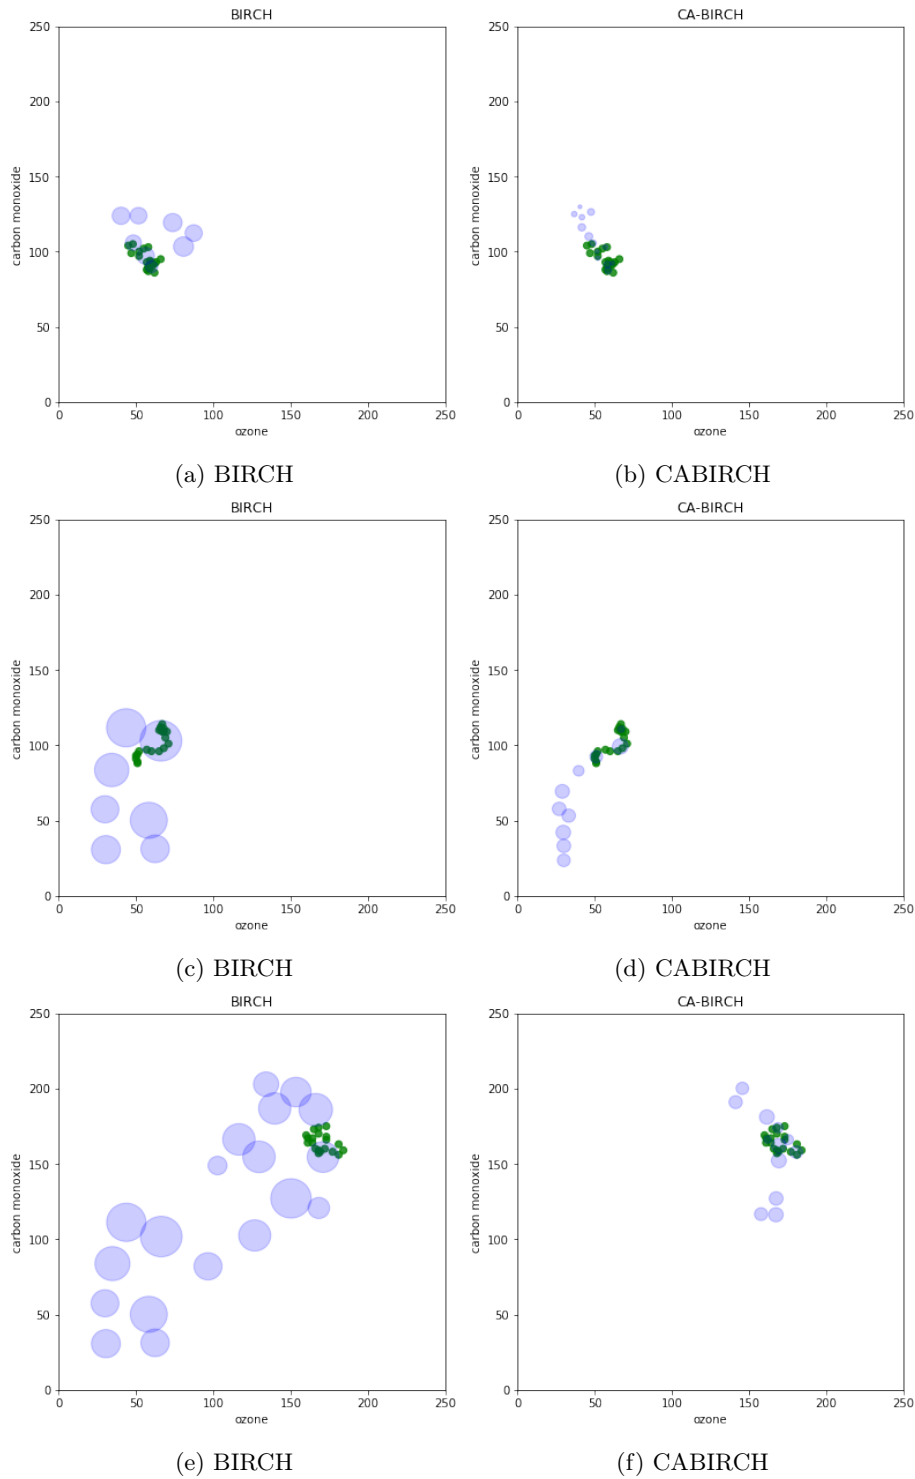 BIRCH
CA-BIRCH
250
200
150
100
50
0
carbon monoxide
0 50 100 150 200 250
ozone
250
200
150
100
50
0
carbon monoxide
0 50 100 150 200 250
ozone
(a) BIRCH
(b) CABIRCH
BIRCH
CA-BIRCH
250
200
150
100
50
0
carbon monoxide
0 50 100 150 200 250
ozone
250
200
150
100
50
0
carbon monoxide
0 50 100 150 200 250
ozone
(c) BIRCH
(d) CABIRCH
BIRCH
CA-BIRCH
250
200
150
100
50
0
carbon monoxide
0 50 100 150 200 250
ozone
250
200
150
100
50
0
carbon monoxide
0 50 100 150 200 250
ozone
(e) BIRCH
(f) CABIRCH